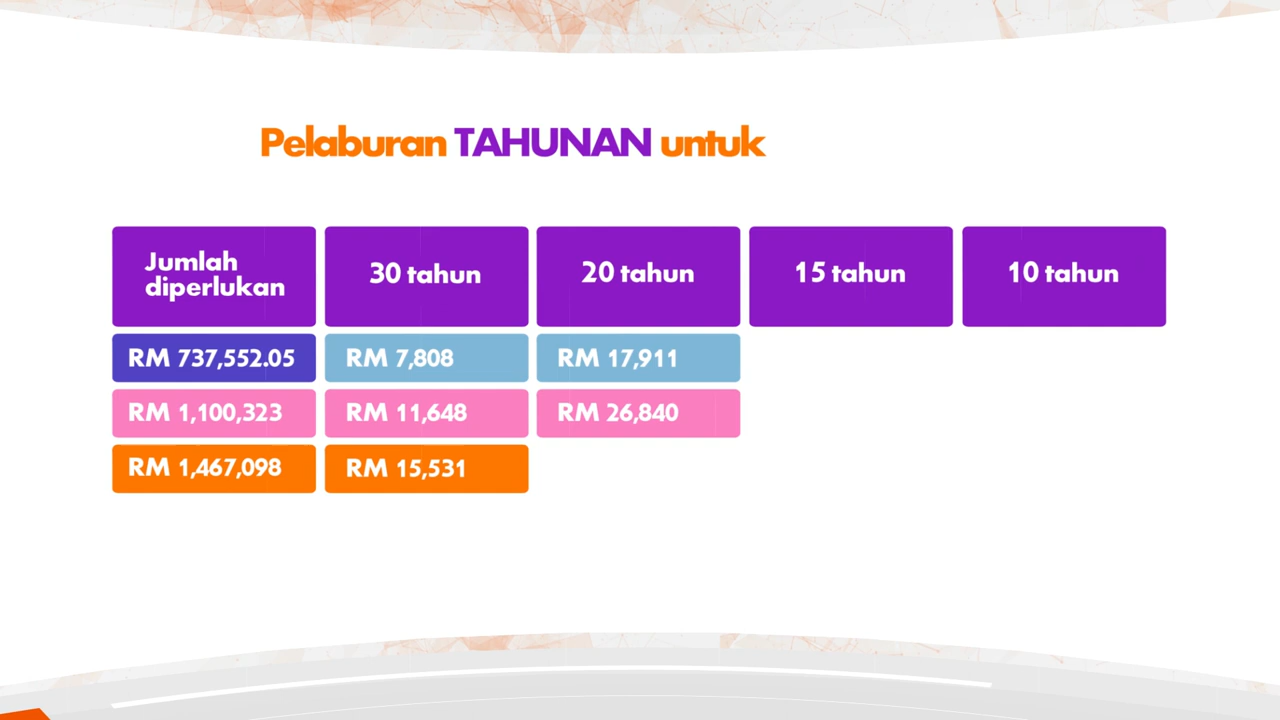 Pelaburan TAHUNAN untuk
Jumlah
diperlukan
30 tahun
20 tahun
15 tahun
10 tahun
RM 737,552.05
RM 7,808
RM 17,911
RM 1,100,323
RM 11,648
RM 26,840
RM 1,467,098
RM 15,531